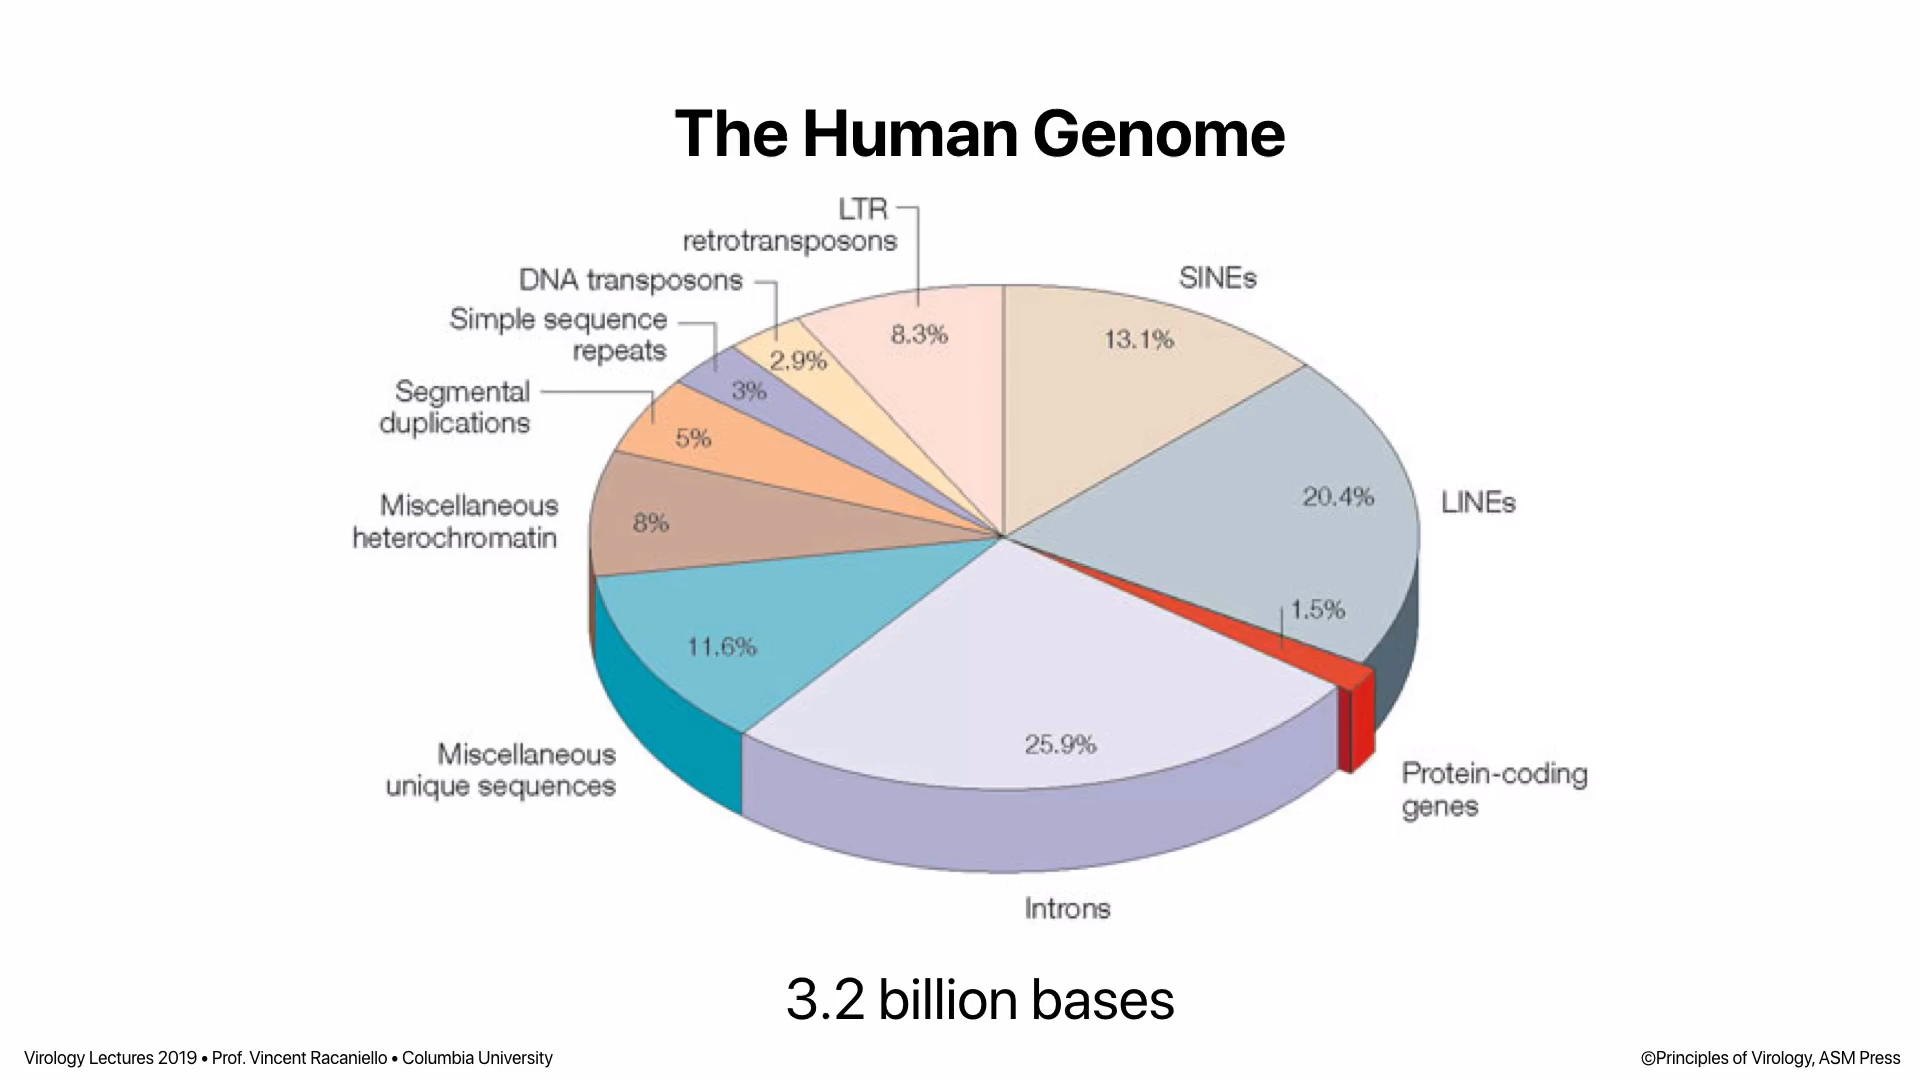 The Human Genome
LTR
retrotransposons
DNA transposons
SINEs
Simple sequence
repeats
8.3%
13.1%
2.9%
3%
Segmental
duplications
5%
20.4%
LINEs
Miscellaneous
heterochromatin
8%
1.5%
11.6%
25.9%
Miscellaneous
unique sequences
Protein-coding
genes
Introns
3.2 billion bases
Virology Lectures 2019 • Prof. Vincent Racaniello • Columbia University
©Principles of Virology, ASM Press